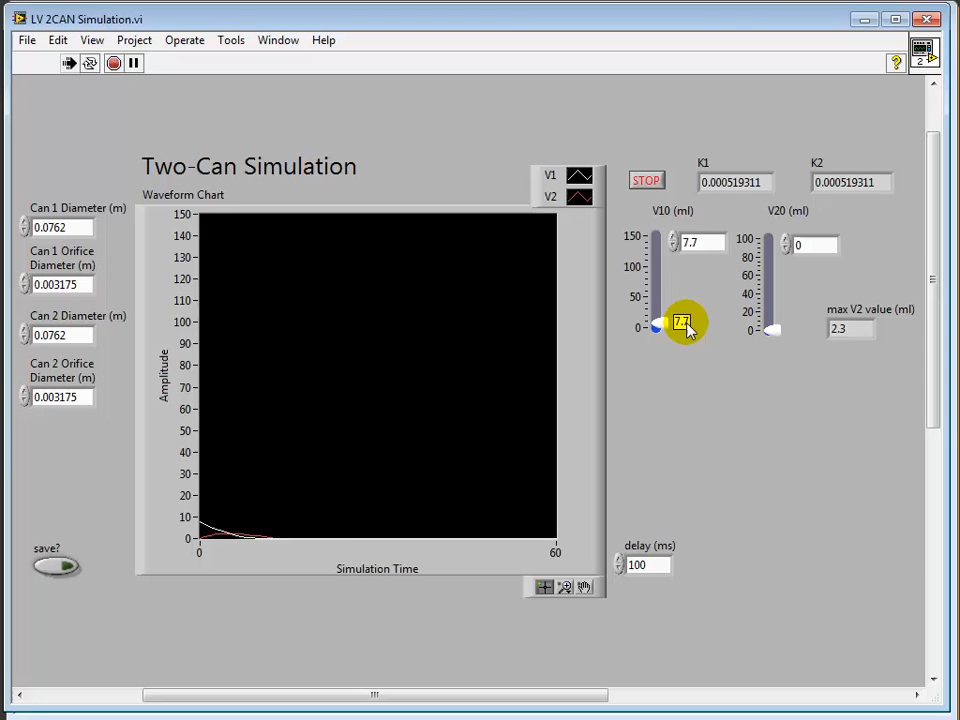 LV 2CAN Simulation.vi
File Edit View Project Operate Tools Window Help
?
2
Two-Can Simulation
Waveform Chart
V1
V2
STOP
K1
0.000519311
K2
0.000519311
Can 1 Diameter (m)
0.0762
Can 1 Orifice
Diameter (m)
0.003175
Can 2 Diameter (m)
0.0762
Can 2 Orifice
Diameter (m)
0.003175
save?
Amplitude
150
140
130
120
110
100
90
80
70
60
50
40
30
20
10
0
0
60
Simulation Time
V10 (ml)
7.7
150
100
50
0
7.7
V20 (ml)
0
100
80
60
40
20
0
max V2 value (ml)
2.3
delay (ms)
100